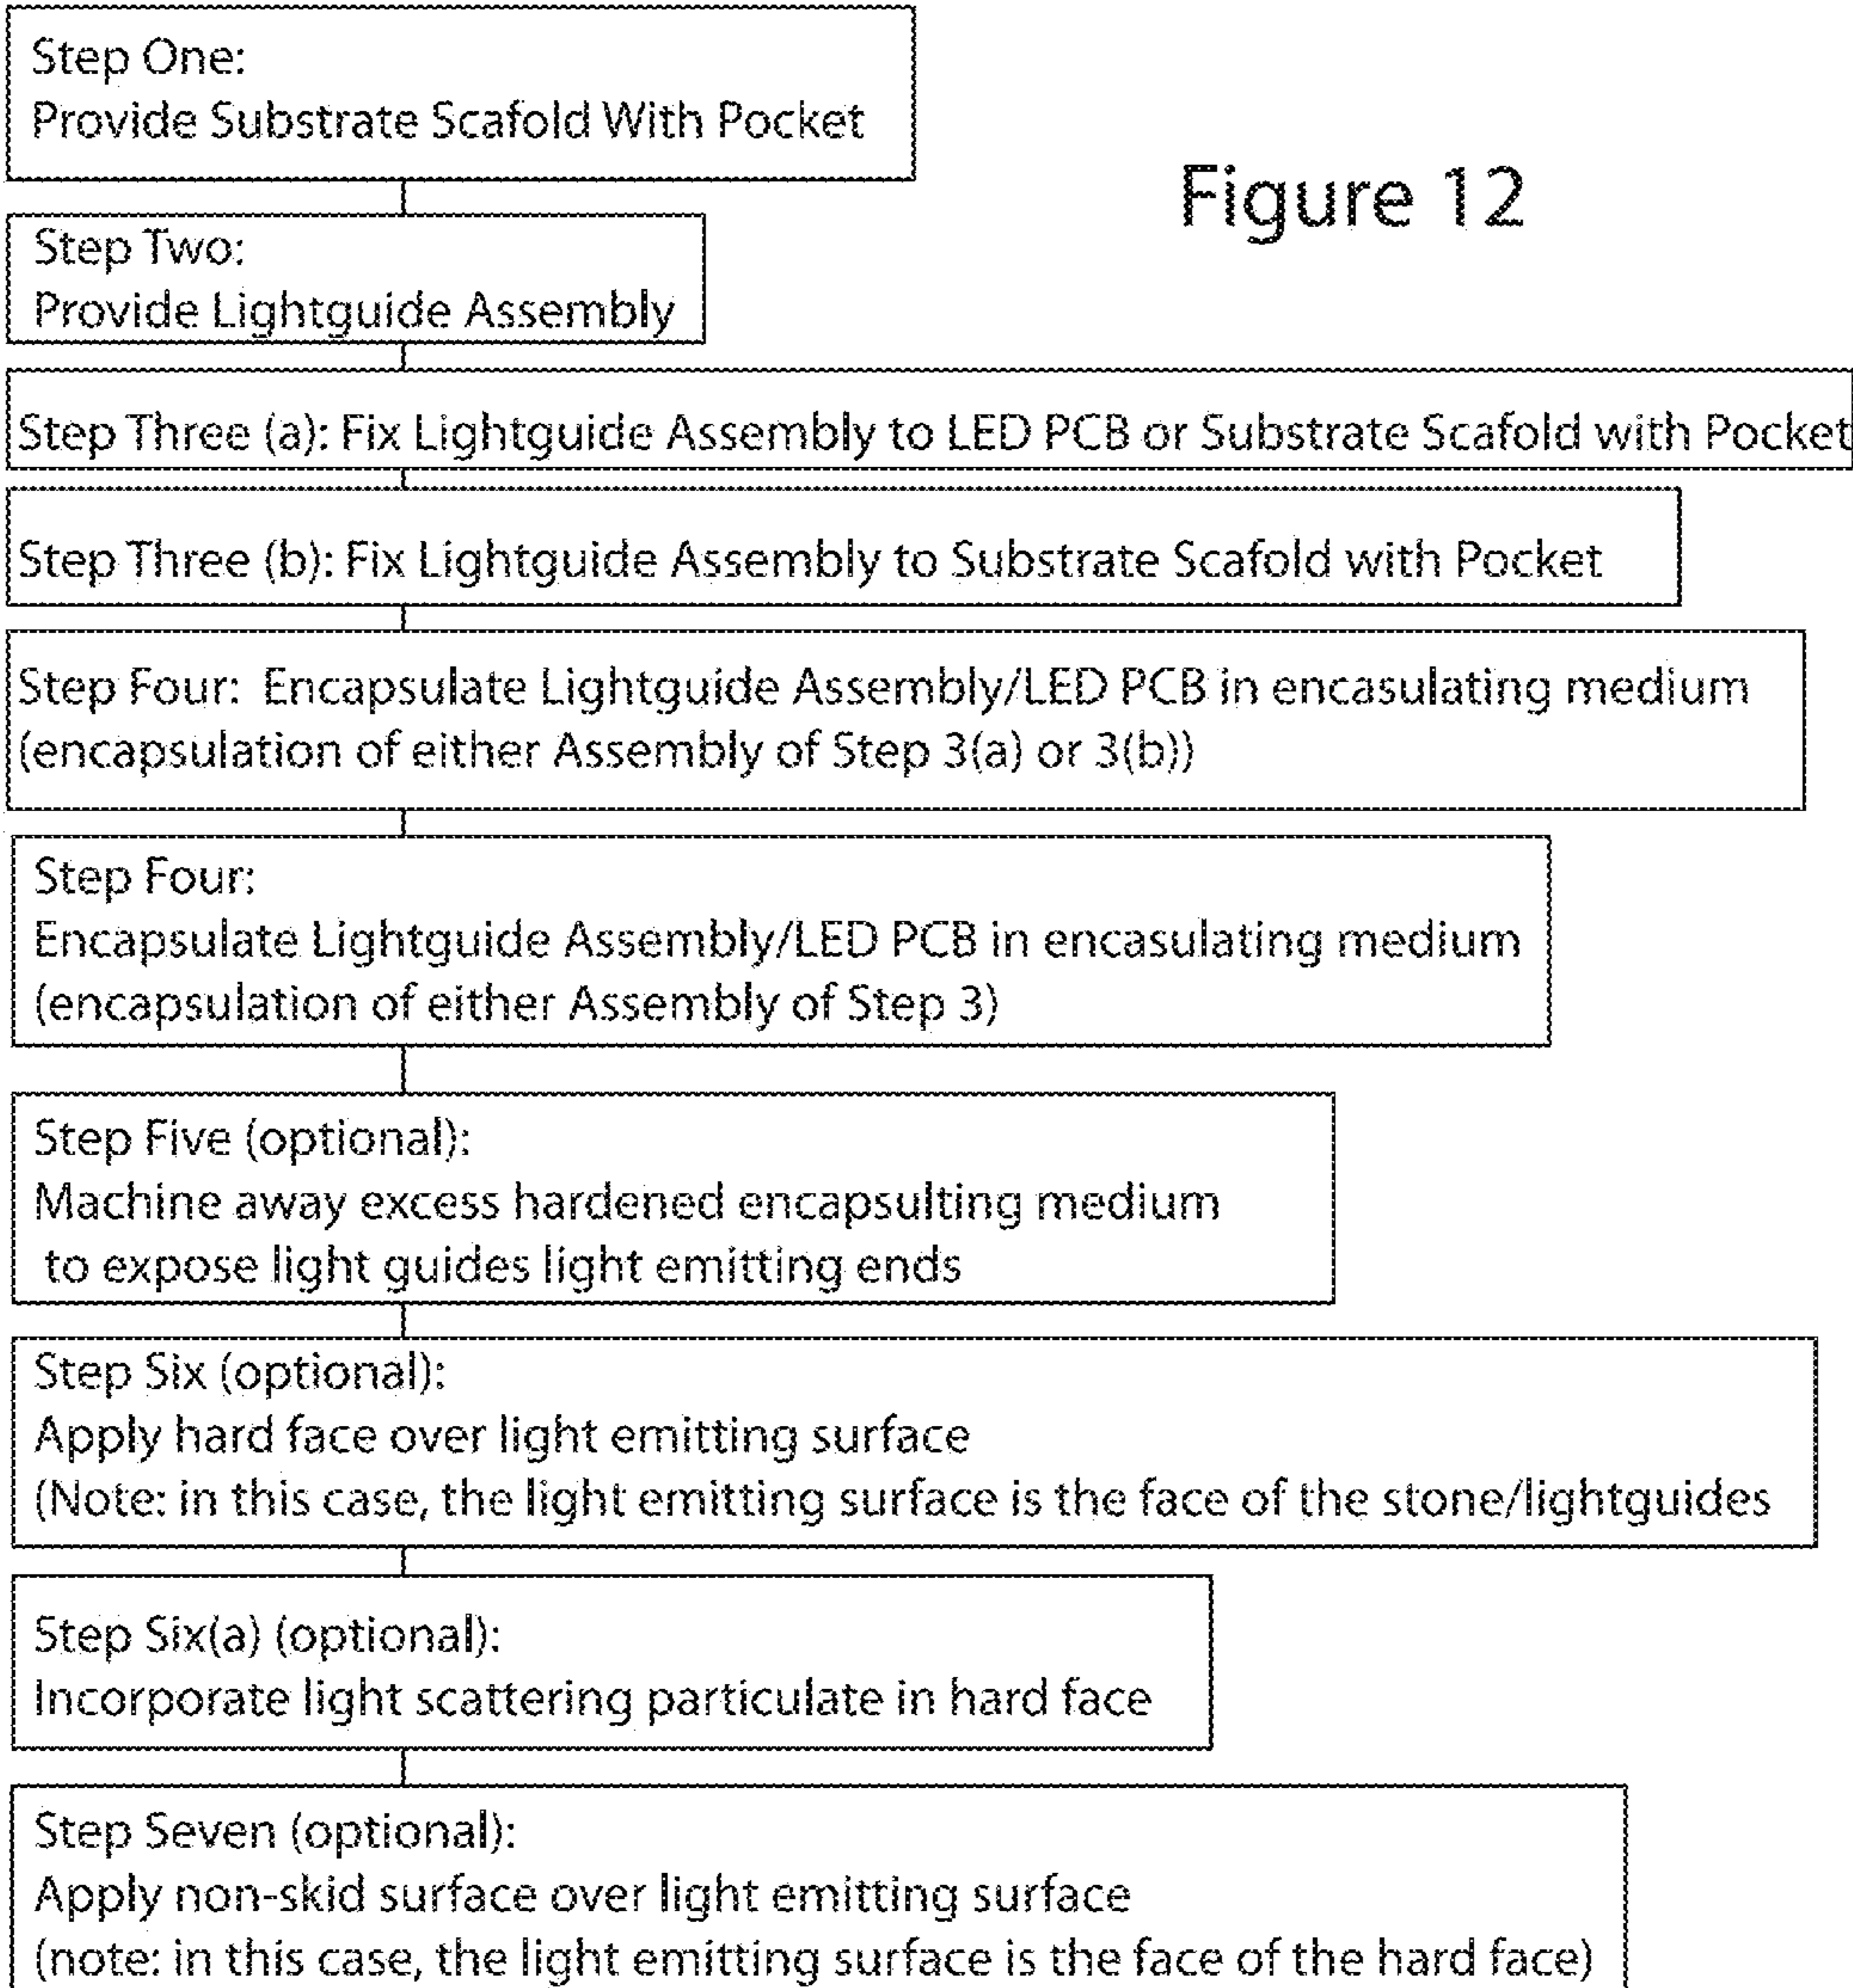 Step One:
Provide Substrate Scafold With Pocket
Figure 12
Step Two:
Provide Lightguide Assembly
Step Three (a): Fix Lightguide Assembly to LED PCB or Substrate Scafold with Pocket
Step Three (b): Fix Lightguide Assembly to Substrate Scafold with Pocket
Step Four:  Encapsulate Lightguide Assembly/LED PCB in encasulating medium
(encapsulation of either Assembly of Step 3(a) or 3(b))
Step Four:
Encapsulate Lightguide Assembly/LED PCB in encasulating medium
(encapsulation of either Assembly of Step 3)
Step Five (optional):
Machine away excess hardened encapsulting medium
to expose light guides light emitting ends
Step Six (optional):
Apply hard face over light emitting surface
(Note: in this case, the light emitting surface is the face of the stone/lightguides
Step Six(a) (optional):
Incorporate light scattering particulate in hard face
Step Seven (optional):
Apply non-skid surface over light emitting surface
(note: in this case, the light emitting surface is the face of the hard face)